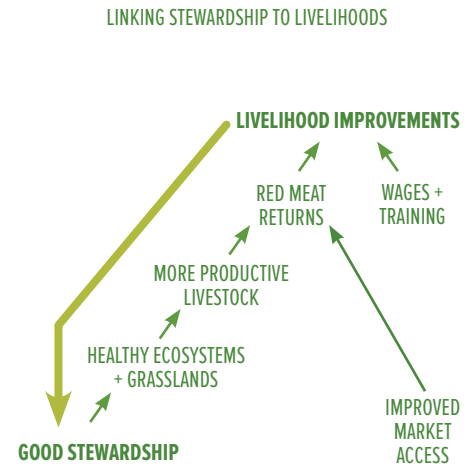 LINKING STEWARDSHIP TO LIVELIHOODS
LIVELIHOOD IMPROVEMENTS
RED MEAT
RETURNS
WAGES +
TRAINING
MORE PRODUCTIVE
LIVESTOCK
HEALTHY ECOSYSTEMS
+ GRASSLANDS
IMPROVED
MARKET
ACCESS
GOOD STEWARDSHIP